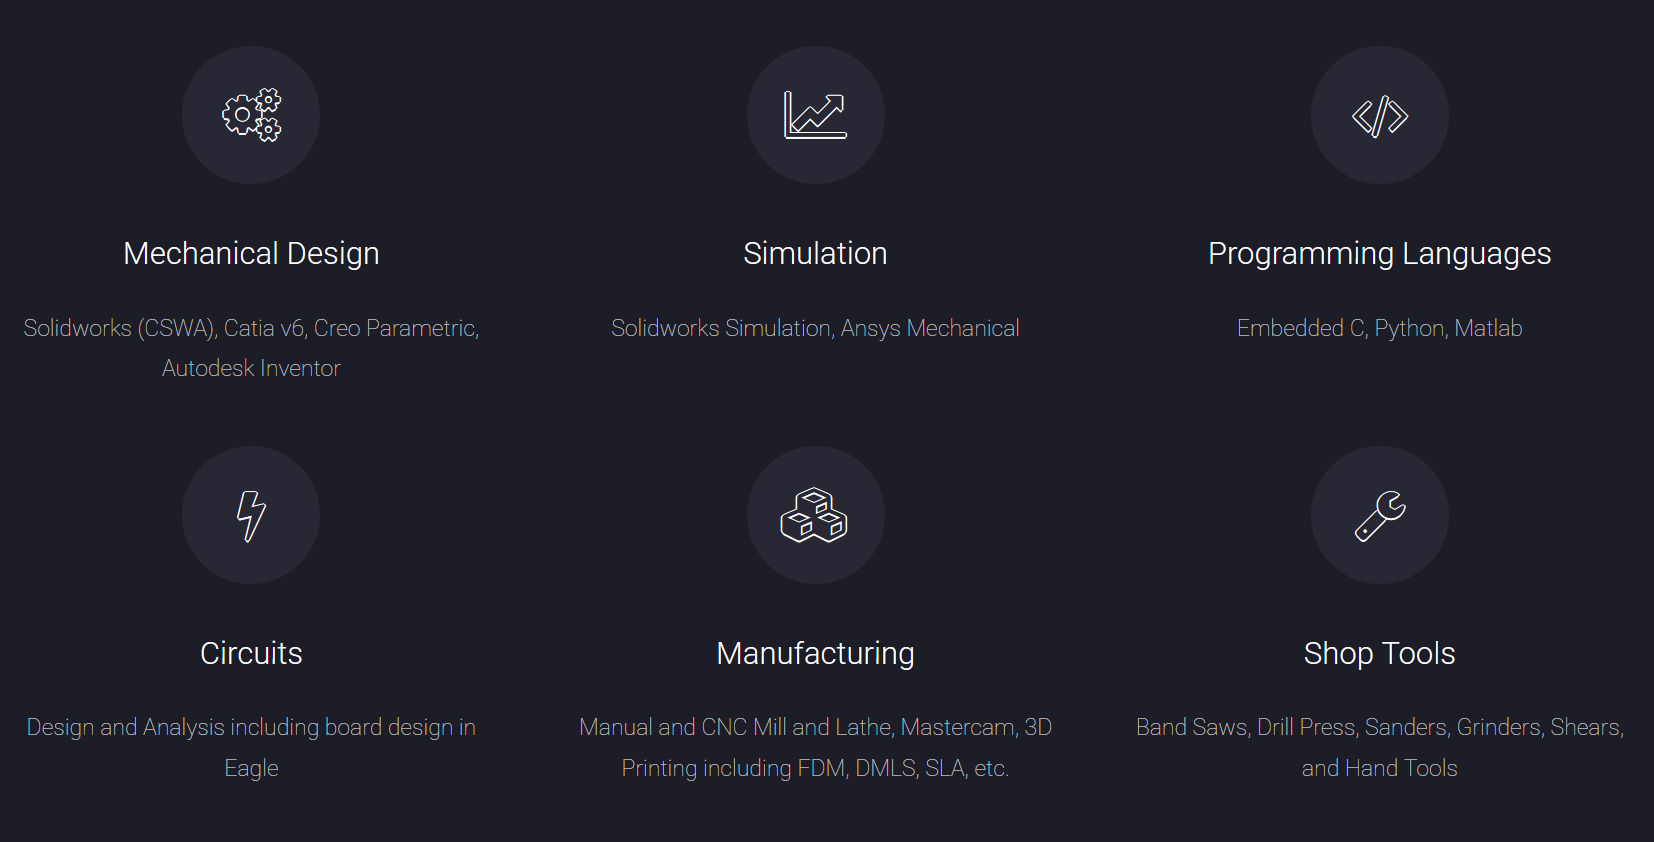 Mechanical Design
Solidworks (CSWA), Catia v6, Creo Parametric,
Autodesk Inventor
Simulation
Solidworks Simulation, Ansys Mechanical
Programming Languages
Embedded C, Python, Matlab
Circuits
Design and Analysis including board design in
Eagle
Manufacturing
Manual and CNC Mill and Lathe, Mastercam, 3D
Printing including FDM, DMLS, SLA, etc.
Shop Tools
Band Saws, Drill Press, Sanders, Grinders, Shears,
and Hand Tools